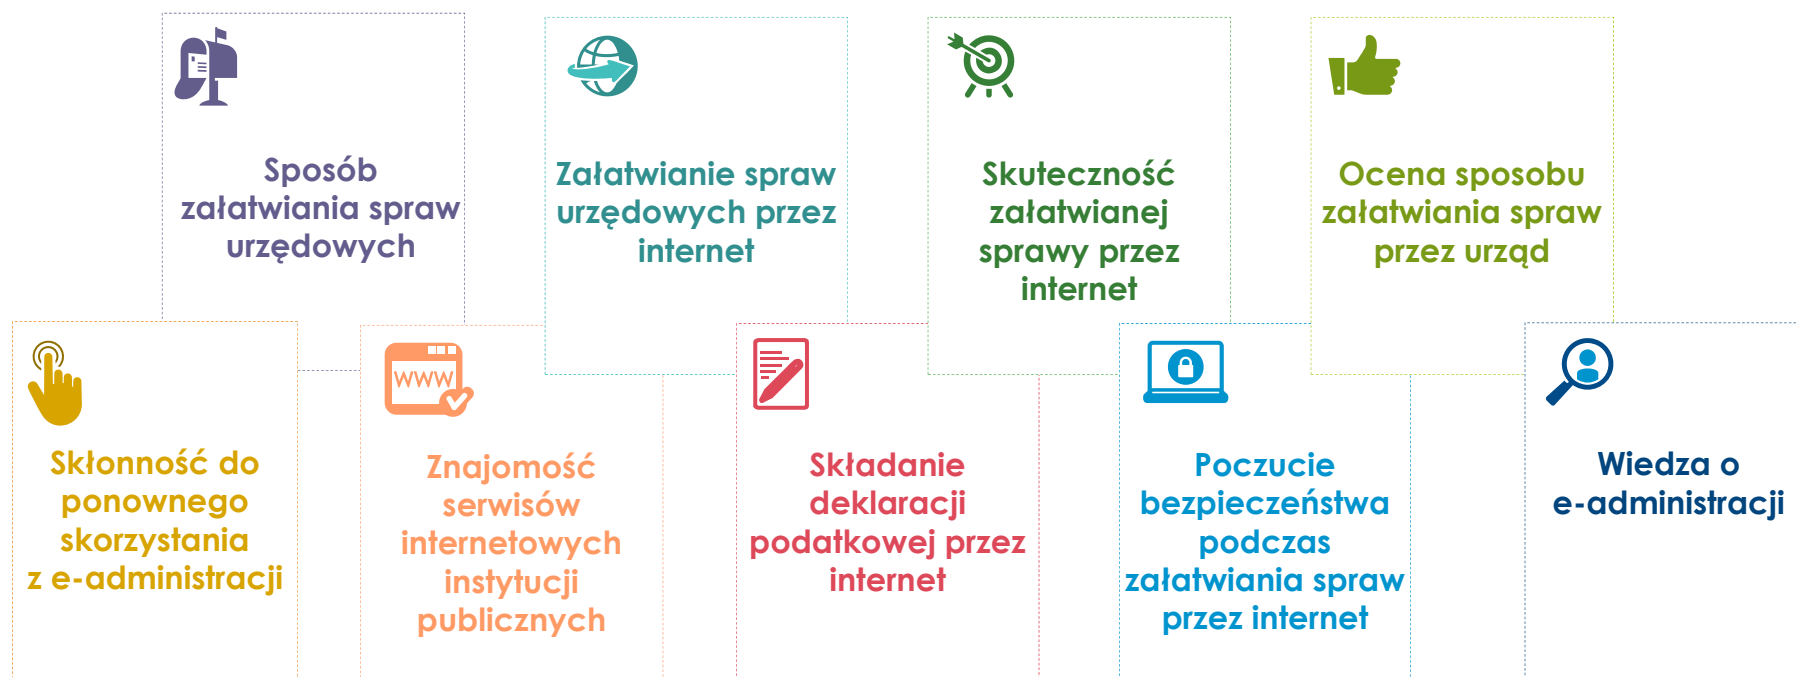 Sposób
załatwiania spraw
urzędowych
Załatwianie spraw
urzędowych przez
internet
Skuteczność
załatwianej
sprawy przez
internet
Ocena sposobu
załatwiania spraw
przez urząd
Skłonność do
ponownego
skorzystania
z e-administracji
WWW
Znajomość
serwisów
internetowych
instytucji
publicznych
Składanie
deklaracji
podatkowej przez
internet
Poczucie
bezpieczeństwa
podczas
załatwiania spraw
przez internet
Wiedza o
e-administracji